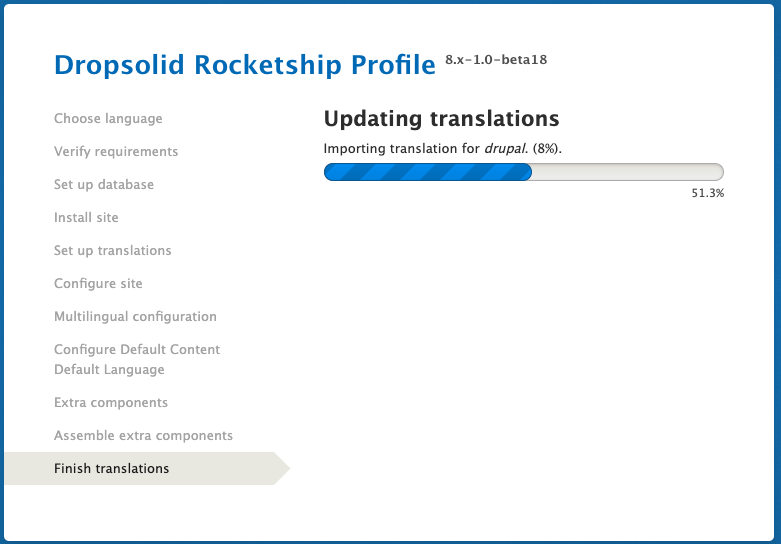 Dropsolid Rocketship Profile 8.x-1.0-beta18
Choose language
Verify requirements
Set up database
Install site
Set up translations
Configure site
Multilingual configuration
Configure Default Content
Default Language
Extra components
Assemble extra components
Finish translations
Updating translations
Importing translation for drupal. (8%).
51.3%